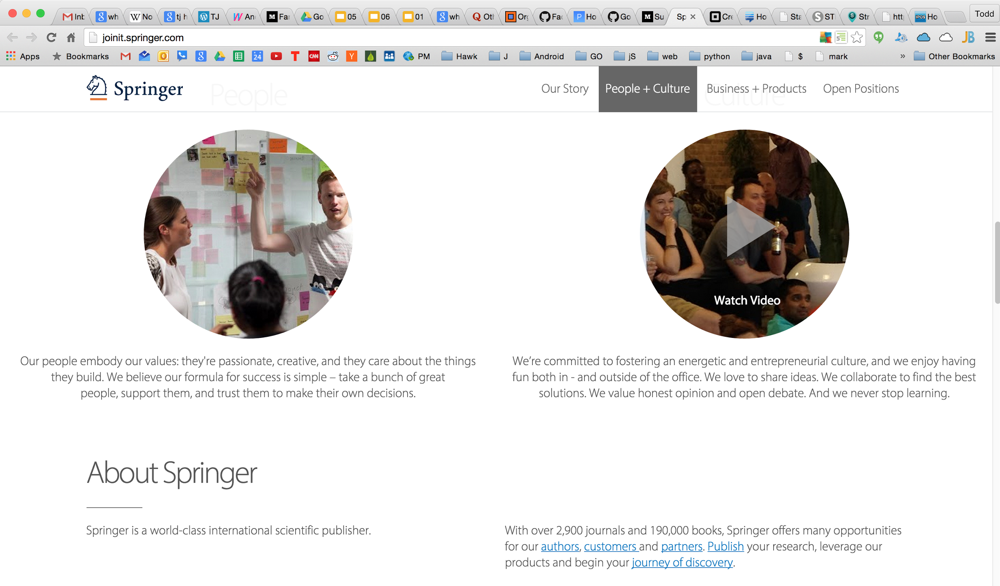 Inb wh No tj h TJ An Far Go 05 06 01 wh Oth Org Fac Ho Go Su Sp Cre Ho Sta ST Str http Ho Todd
joinit.springer.com
Apps Bookmarks 24 CNN PM Hawk J Android GO jS web python java $ mark » Other Bookmarks
Springer People Our Story People + Culture Business + Products Open Positions
Culture
Watch Video
Our people embody our values: they're passionate, creative, and they care about the things
they build. We believe our formula for success is simple – take a bunch of great
people, support them, and trust them to make their own decisions.
We’re committed to fostering an energetic and entrepreneurial culture, and we enjoy having
fun both in - and outside of the office. We love to share ideas. We collaborate to find the best
solutions. We value honest opinion and open debate. And we never stop learning.
About Springer
Springer is a world-class international scientific publisher.
With over 2,900 journals and 190,000 books, Springer offers many opportunities
for our authors, customers and partners. Publish your research, leverage our
products and begin your journey of discovery.